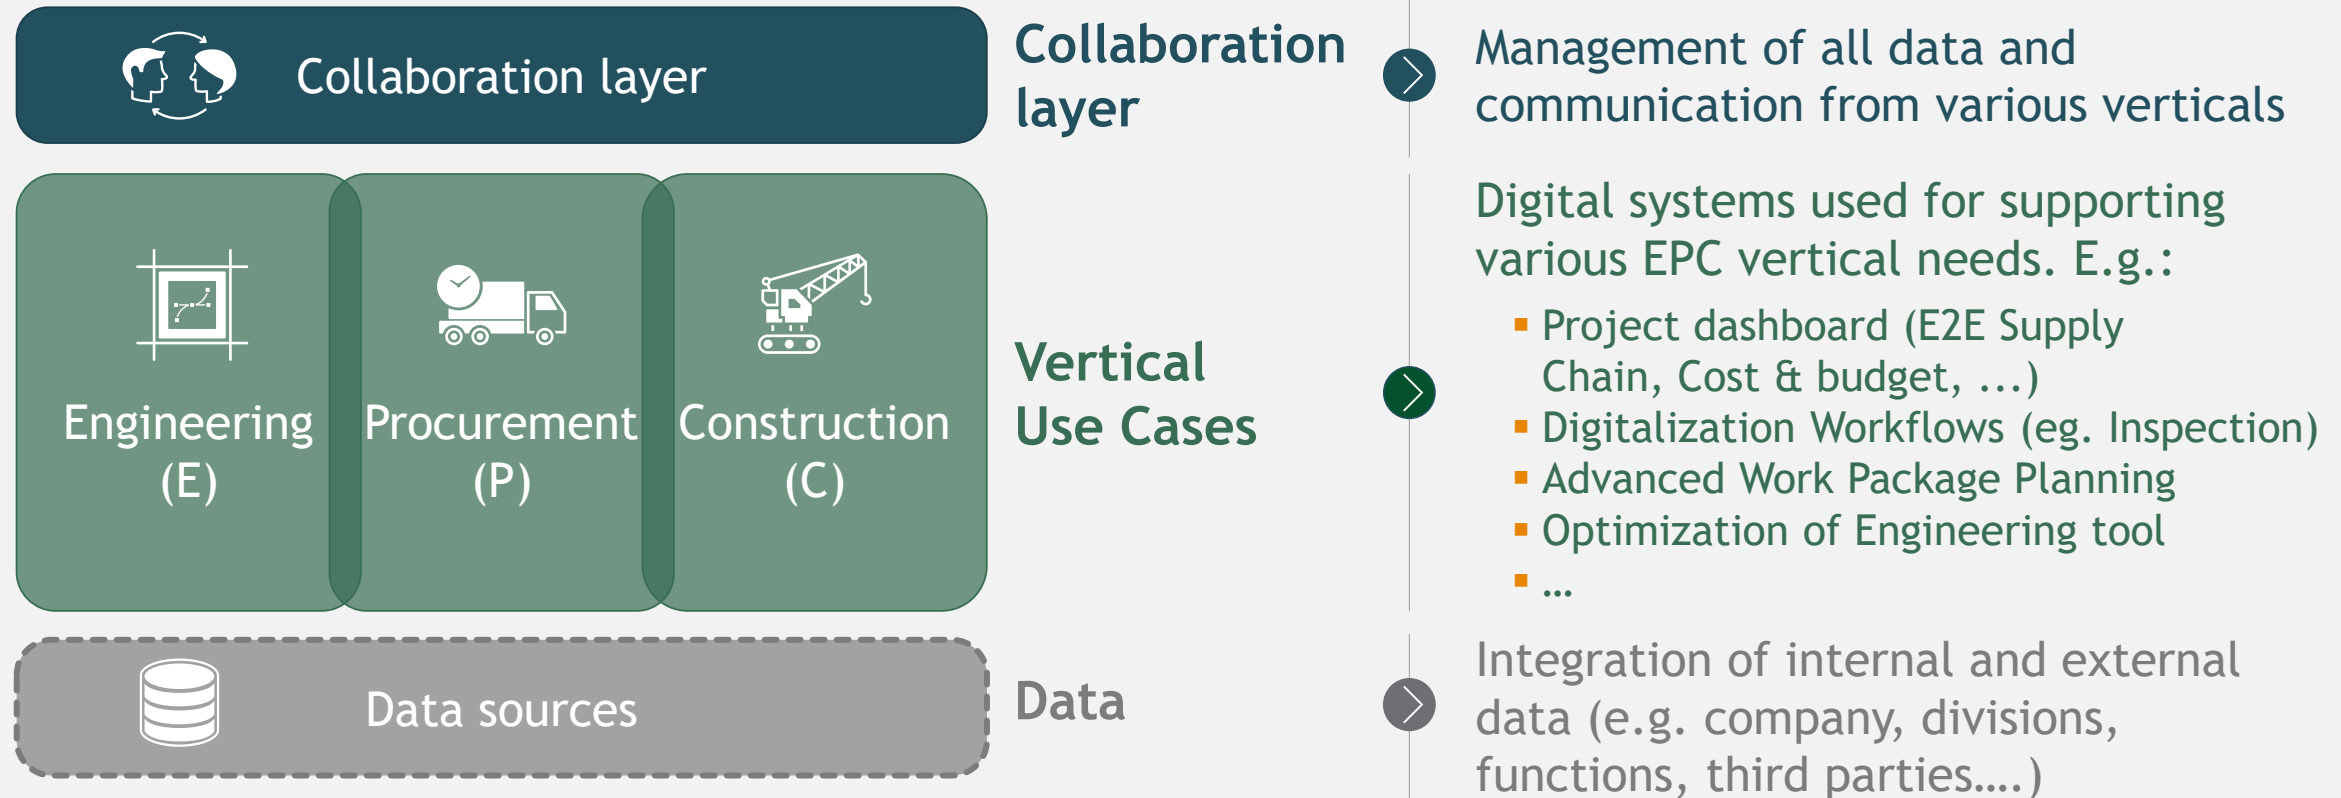 Collaboration layer
Collaboration
layer
Management of all data and
communication from various verticals
Engineering
(E)
Procurement
(P)
Construction
(C)
Vertical
Use Cases
Digital systems used for supporting
various EPC vertical needs. E.g.:
▪ Project dashboard (E2E Supply
Chain, Cost & budget, ...)
▪ Digitalization Workflows (eg. Inspection)
▪ Advanced Work Package Planning
▪ Optimization of Engineering tool
▪ …
Data sources
Data
Integration of internal and external
data (e.g. company, divisions,
functions, third parties….)